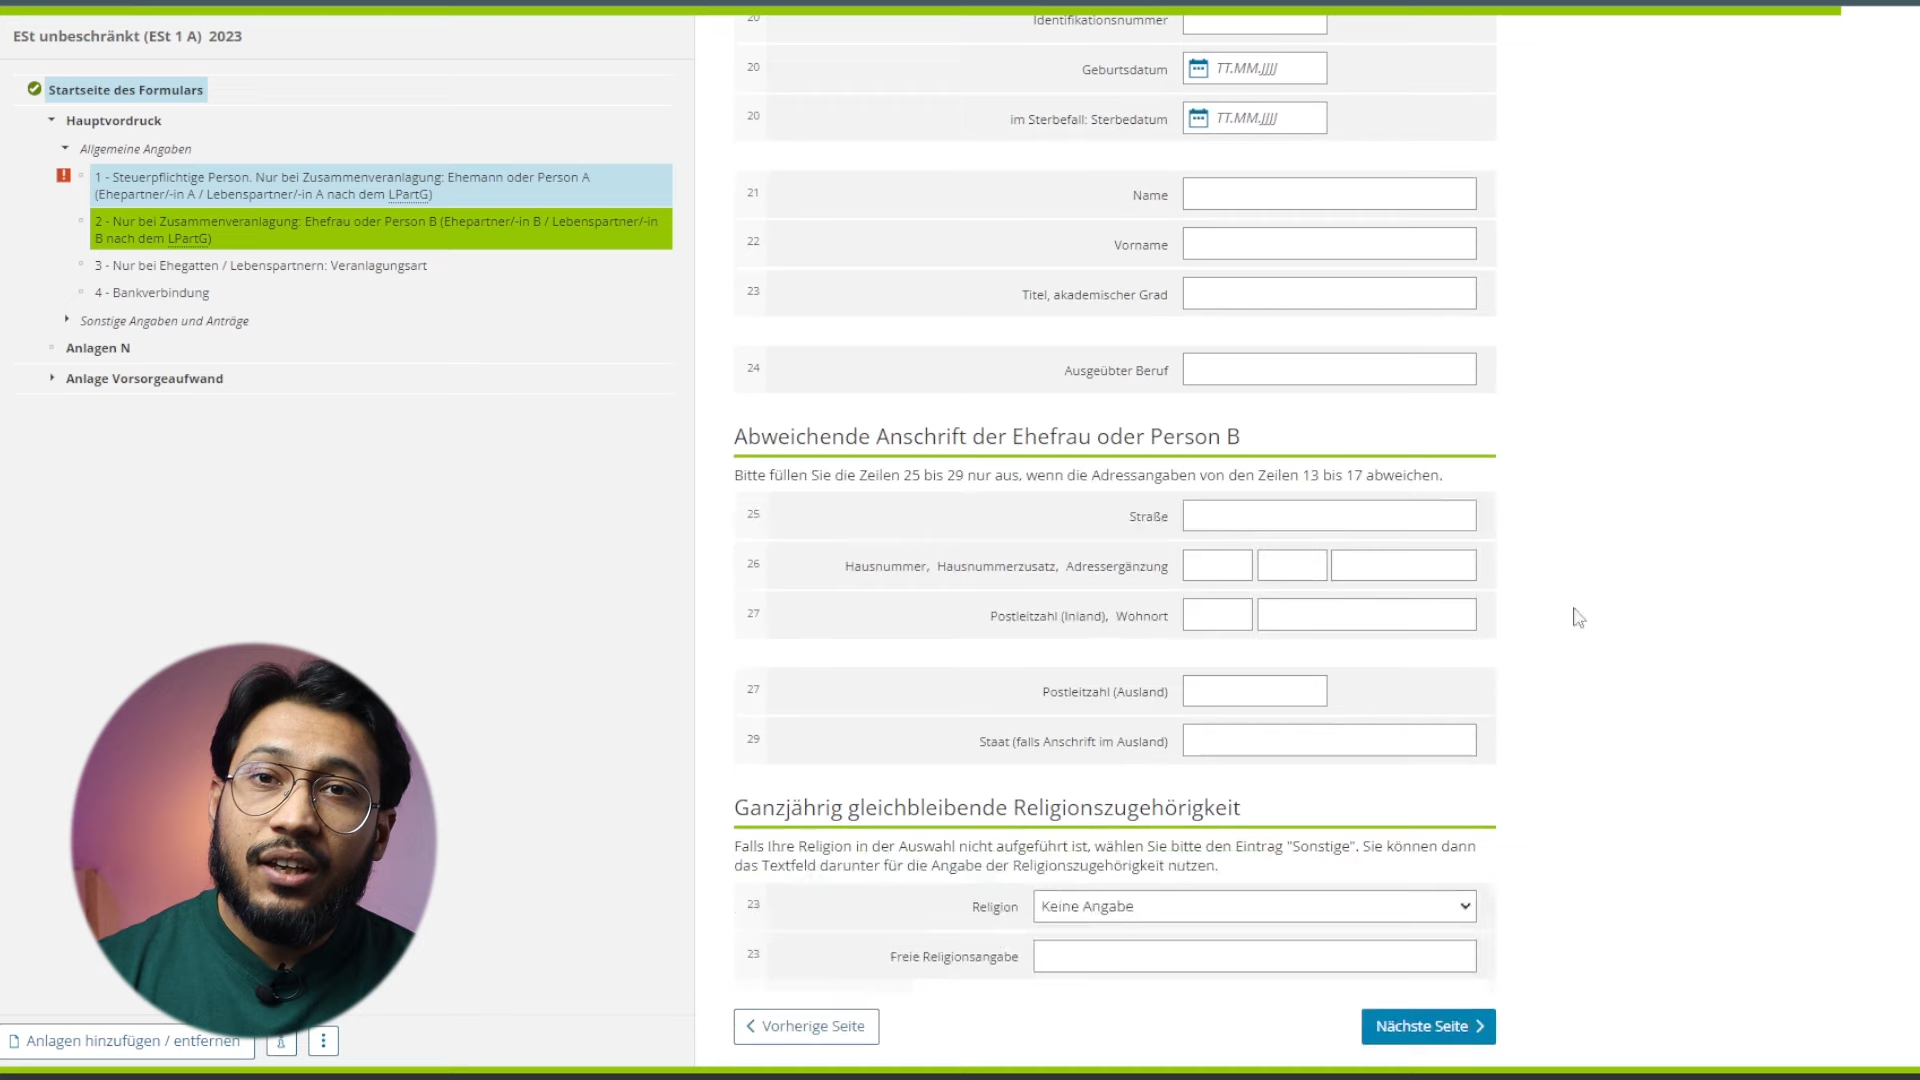 ESt unbeschränkt (ESt 1 A) 2023
Startseite des Formulars
Hauptvordruck
Allgemeine Angaben
1 - Steuerpflichtige Person. Nur bei Zusammenveranlagung: Ehemann oder Person A
(Ehepartner/-in A / Lebenspartner/-in A nach dem LPartG)
2 - Nur bei Zusammenveranlagung: Ehefrau oder Person B (Ehepartner/-in B / Lebenspartner/-in
B nach dem LPartG)
3 - Nur bei Ehegatten / Lebenspartnern: Veranlagungsart
4 - Bankverbindung
Sonstige Angaben und Anträge
Anlagen N
Anlage Vorsorgeaufwand
Anlagen hinzufügen / entfernen
20 Identifikationsnummer
20 Geburtsdatum TT.MM.JJJJ
20 im Sterbefall: Sterbedatum TT.MM.JJJJ
21 Name
22 Vorname
23 Titel, akademischer Grad
24 Ausgeübter Beruf
Abweichende Anschrift der Ehefrau oder Person B
Bitte füllen Sie die Zeilen 25 bis 29 nur aus, wenn die Adressangaben von den Zeilen 13 bis 17 abweichen.
25 Straße
26 Hausnummer, Hausnummerzusatz, Adressergänzung
27 Postleitzahl (Inland), Wohnort
27 Postleitzahl (Ausland)
29 Staat (falls Anschrift im Ausland)
Ganzjährig gleichbleibende Religionszugehörigkeit
Falls Ihre Religion in der Auswahl nicht aufgeführt ist, wählen Sie bitte den Eintrag "Sonstige". Sie können dann
das Textfeld darunter für die Angabe der Religionszugehörigkeit nutzen.
23 Religion Keine Angabe
23 Freie Religionsangabe
Vorherige Seite
Nächste Seite